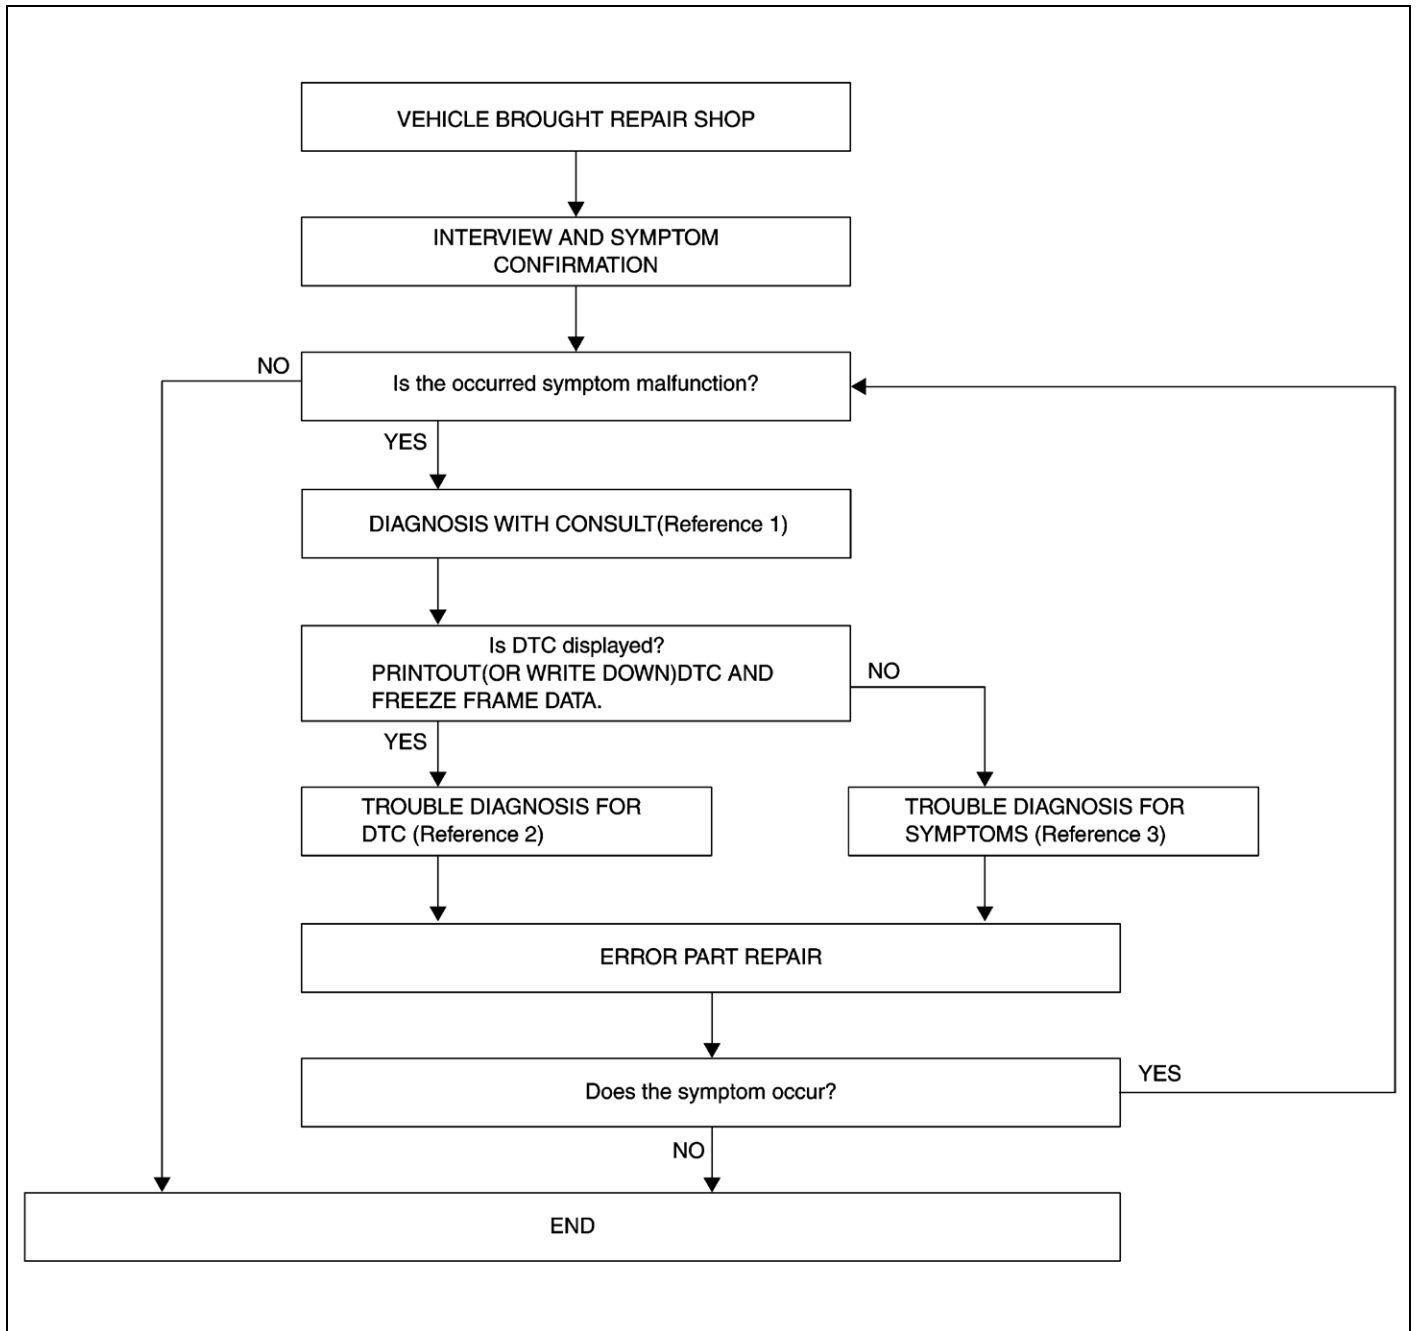 VEHICLE BROUGHT REPAIR SHOP
INTERVIEW AND SYMPTOM
CONFIRMATION
NO
Is the occurred symptom malfunction?
YES
DIAGNOSIS WITH CONSULT(Reference 1)
Is DTC displayed?
PRINTOUT(OR WRITE DOWN)DTC AND
FREEZE FRAME DATA.
NO
YES
TROUBLE DIAGNOSIS FOR
DTC (Reference 2)
TROUBLE DIAGNOSIS FOR
SYMPTOMS (Reference 3)
ERROR PART REPAIR
Does the symptom occur?
YES
NO
END